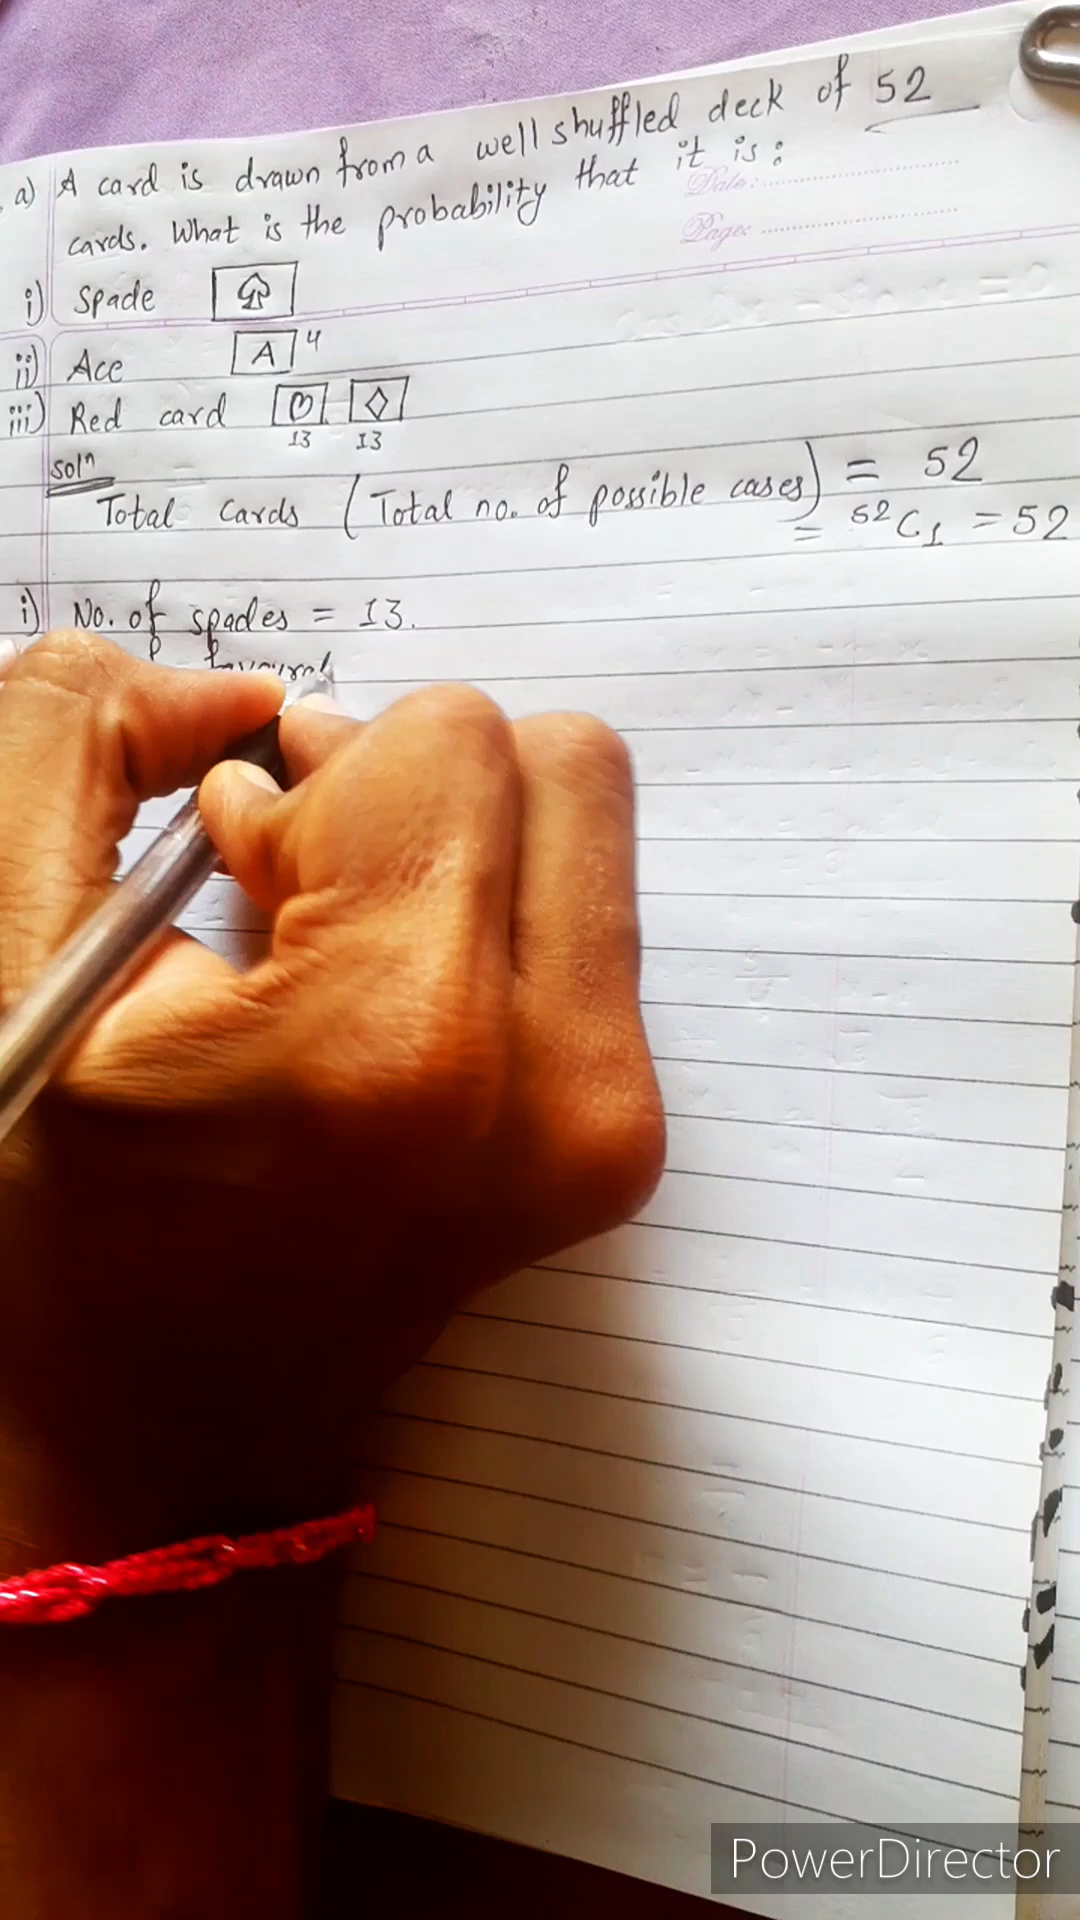 a) A card is drawn from a well shuffled deck of 52
cards. What is the probability that it is:
Date:
Page:
i) Spade
ii) Ace A 4
iii) Red card
13 13
Solⁿ
Total Cards (Total no. of possible cases) = 52
= ⁵²C₁ = 52
i) No. of spades = 13.
PowerDirector